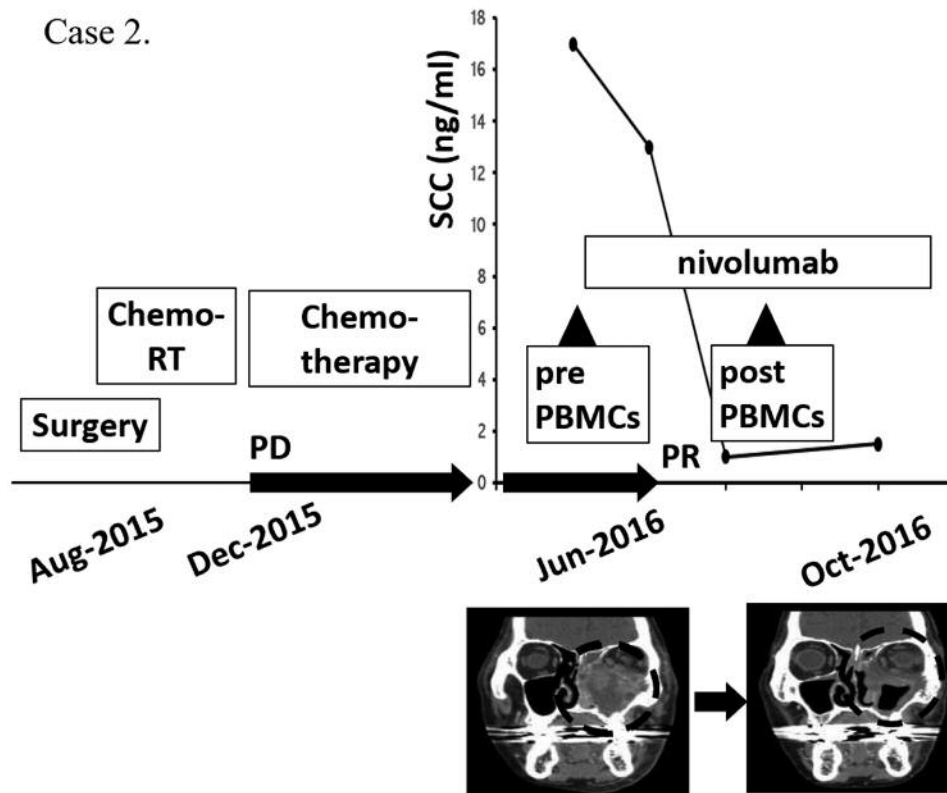 Case 2.
SCC (ng/ml)
18
16
14
12
10
8
6
4
2
0
nivolumab
Chemo-
RT
Chemo-
therapy
pre
PBMCs
post
PBMCs
Surgery
PD
PR
Aug-2015
Dec-2015
Jun-2016
Oct-2016